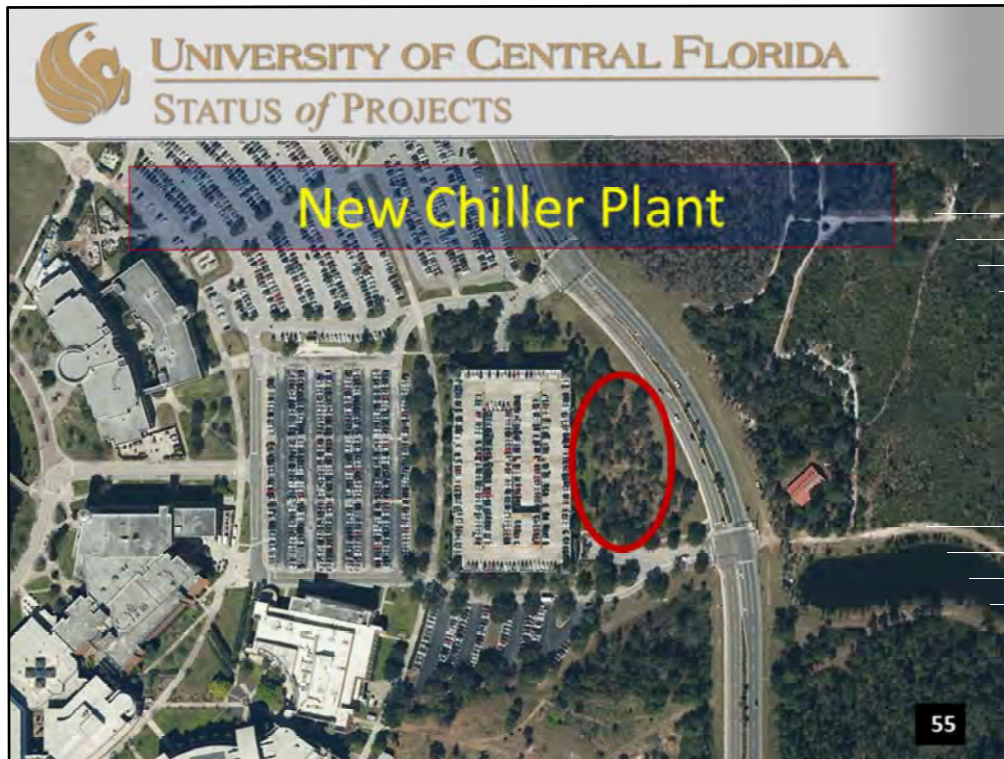 UNIVERSITY OF CENTRAL FLORIDA
STATUS of PROJECTS
New Chiller Plant
55